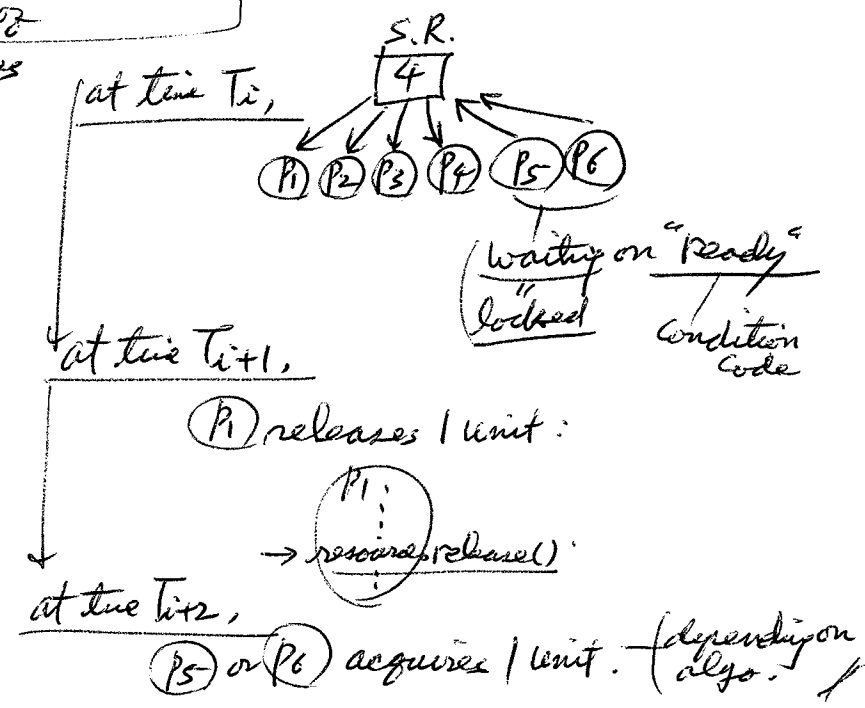 S.R.
4
at time Ti,
P1 P2 P3 P4 P5 P6
waiting on "Ready"
"
locked
condition
code
at time Ti+1,
P1 releases 1 unit :
P1 :
→ resource.release()
at time Ti+2,
P5 or P6 acquires 1 unit. (depending on
algo.